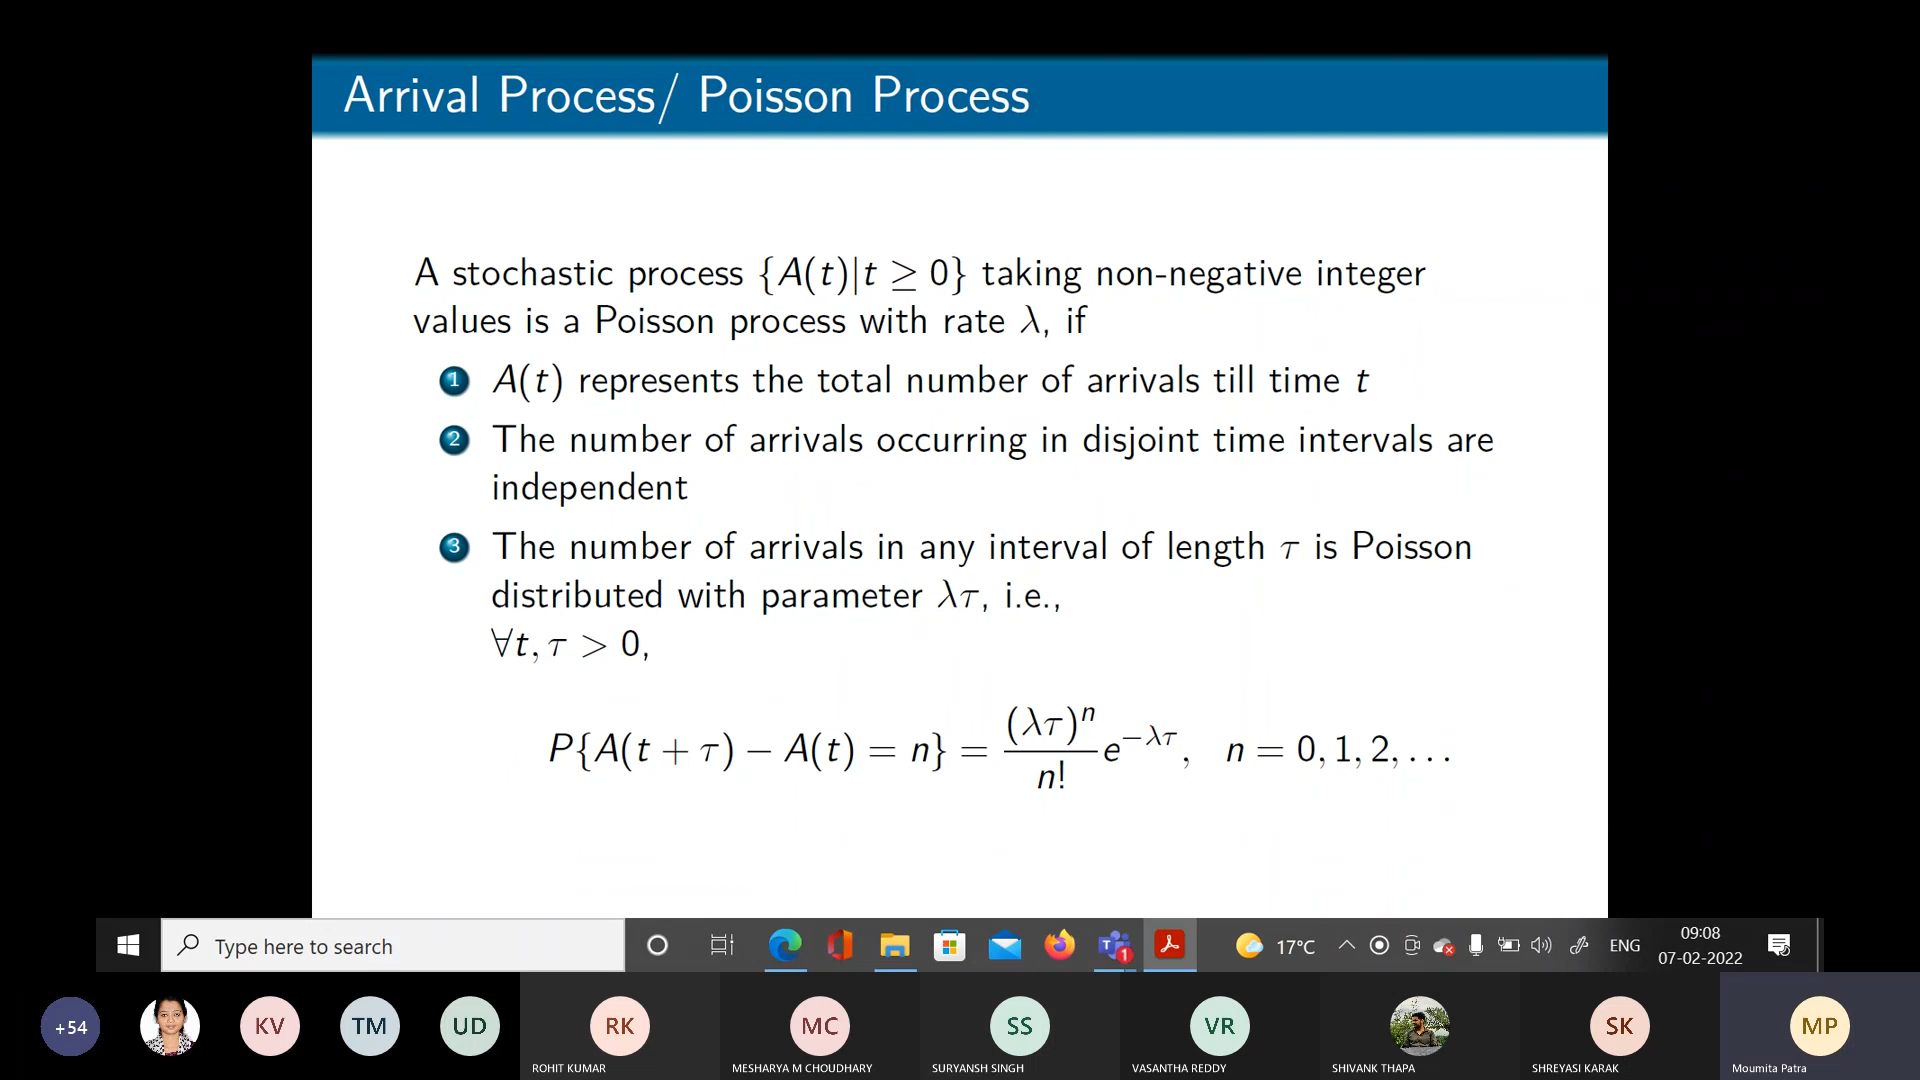 Arrival Process/ Poisson Process
A stochastic process {A(t)|t ≥ 0} taking non-negative integer
values is a Poisson process with rate λ, if
1 A(t) represents the total number of arrivals till time t
2 The number of arrivals occurring in disjoint time intervals are
independent
3 The number of arrivals in any interval of length τ is Poisson
distributed with parameter λτ, i.e.,
∀t, τ > 0,
P{A(t + τ) − A(t) = n} = (λτ)^n / n! e^{−λτ}, n = 0, 1, 2, . . .
Type here to search
1
17°C
ENG
09:08
07-02-2022
+54
KV
TM
UD
RK
MC
SS
VR
SK
MP
ROHIT KUMAR
MESHARYA M CHOUDHARY
SURYANSH SINGH
VASANTHA REDDY
SHIVANK THAPA
SHREYASI KARAK
Moumita Patra